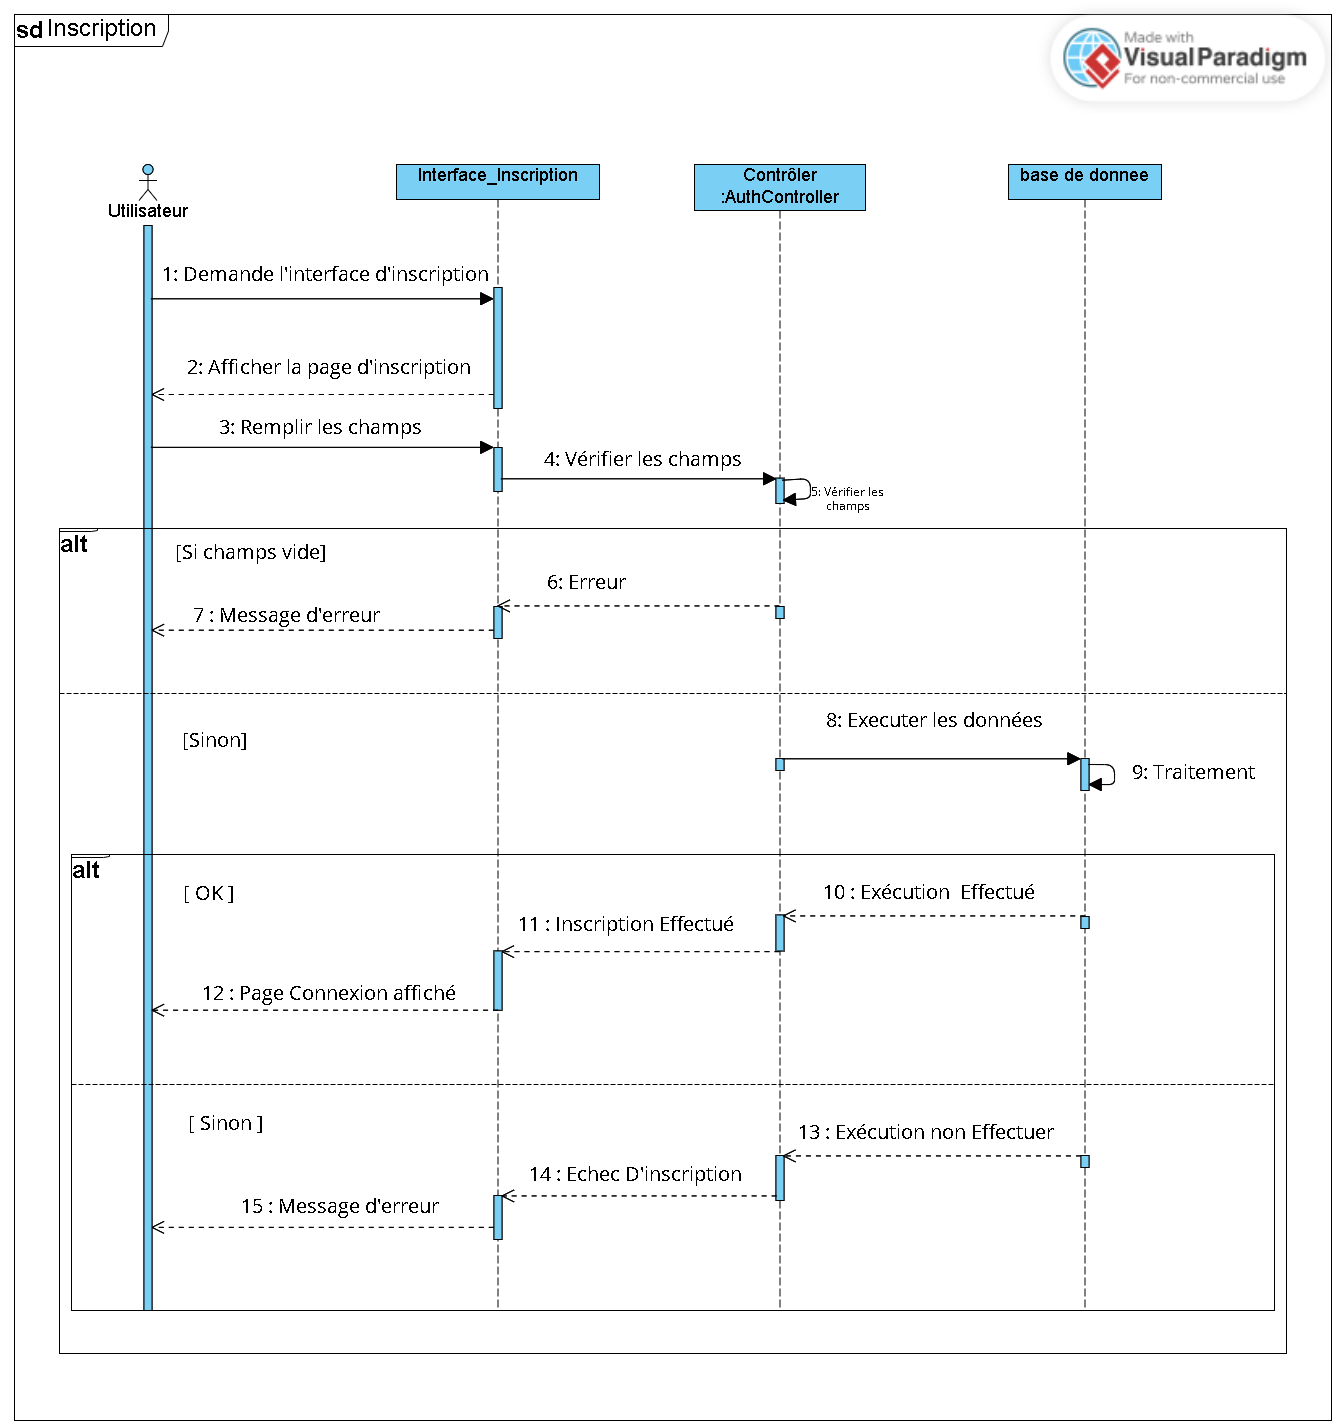 sd Inscription
Made with
Visual Paradigm
For non-commercial use
Utilisateur
Interface_Inscription
Contrôler
:AuthController
base de donnee
1: Demande l'interface d'inscription
2: Afficher la page d'inscription
3: Remplir les champs
4: Vérifier les champs
5: Vérifier les
champs
alt
[Si champs vide]
6: Erreur
7 : Message d'erreur
8: Executer les données
[Sinon]
9: Traitement
alt
[ OK ]
10 : Exécution  Effectué
11 : Inscription Effectué
12 : Page Connexion affiché
[ Sinon ]
13 : Exécution non Effectuer
14 : Echec D'inscription
15 : Message d'erreur